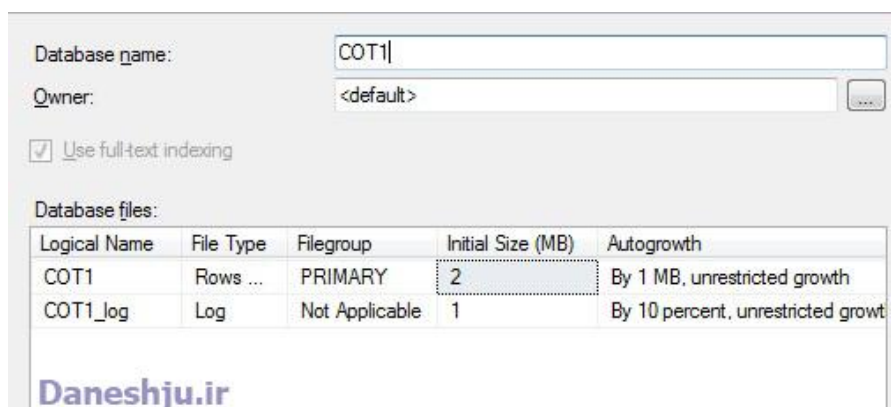 Database name: COT1
Owner: <default> ...
Use full-text indexing
Database files:
Logical Name File Type Filegroup Initial Size (MB) Autogrowth
COT1 Rows ... PRIMARY 2 By 1 MB, unrestricted growth
COT1_log Log Not Applicable 1 By 10 percent, unrestricted growt
Daneshju.ir